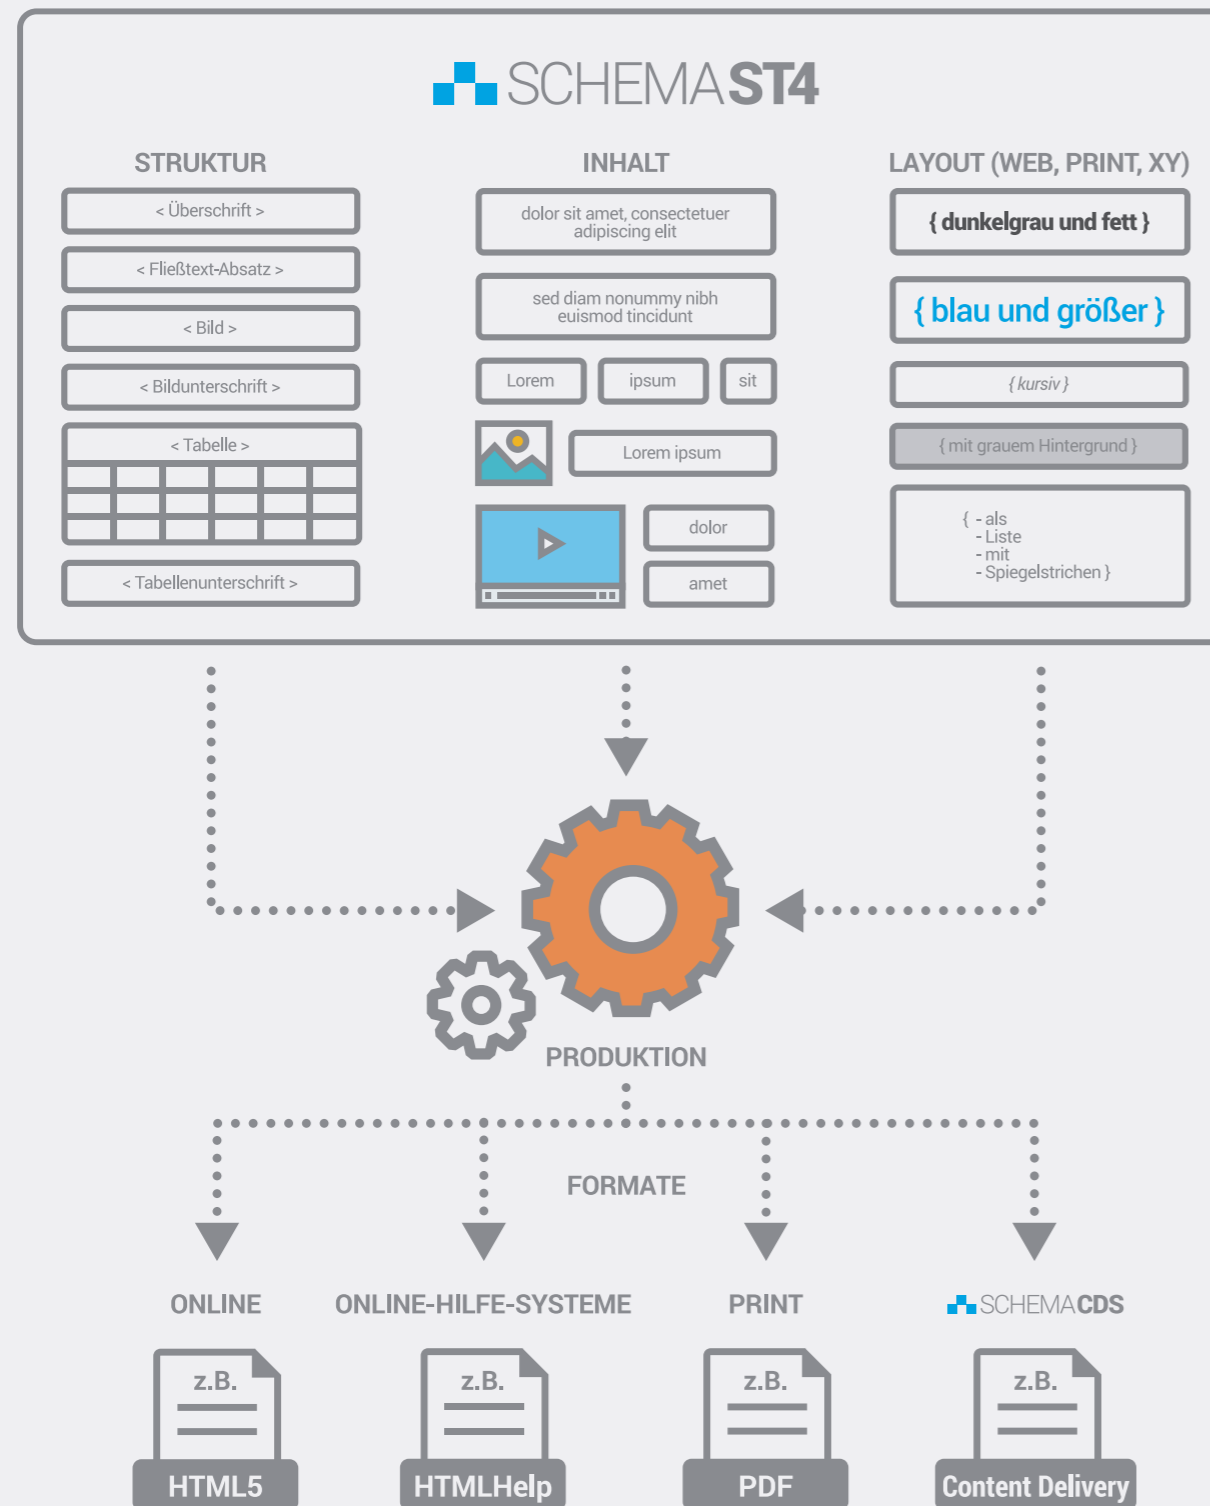 SCHEMA ST4
STRUKTUR
< Überschrift >
< Fließtext-Absatz >
< Bild >
< Bildunterschrift >
< Tabelle >
< Tabellenunterschrift >
INHALT
dolor sit amet, consectetuer
adipiscing elit
sed diam nonummy nibh
euismod tincidunt
Lorem
ipsum
sit
Lorem ipsum
dolor
amet
LAYOUT (WEB, PRINT, XY)
{ dunkelgrau und fett }
{ blau und größer }
{ kursiv }
{ mit grauem Hintergrund }
{ - als
- Liste
- mit
- Spiegelstrichen }
PRODUKTION
FORMATE
ONLINE
z.B.
HTML5
ONLINE-HILFE-SYSTEME
z.B.
HTMLHelp
PRINT
z.B.
PDF
SCHEMA CDS
z.B.
Content Delivery